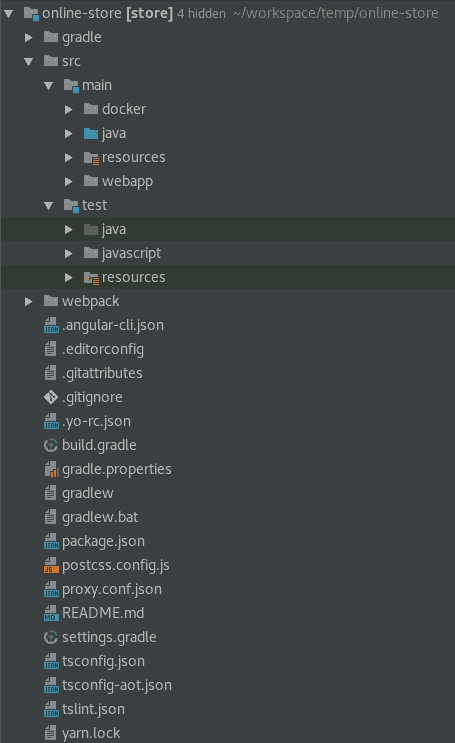 online-store [store] 4 hidden ~/workspace/temp/online-store
gradle
src
main
docker
java
resources
webapp
test
java
javascript
resources
webpack
.angular-cli.json
.editorconfig
.gitattributes
.gitignore
.yo-rc.json
build.gradle
gradle.properties
gradlew
gradlew.bat
package.json
postcss.config.js
proxy.conf.json
README.md
settings.gradle
tsconfig.json
tsconfig-aot.json
tslint.json
yarn.lock